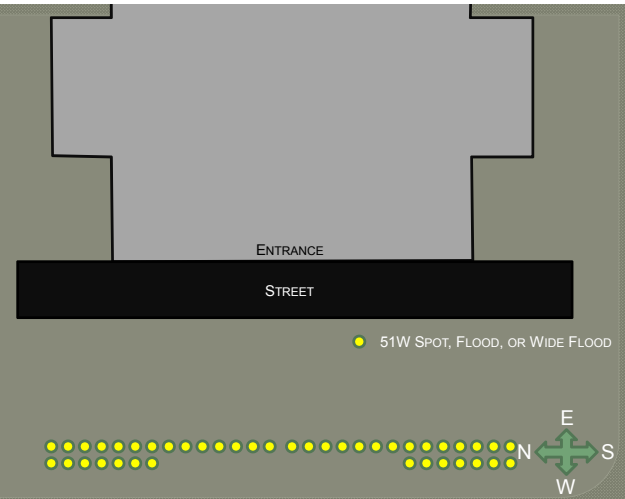 ENTRANCE
STREET
51W SPOT, FLOOD, OR WIDE FLOOD
E
N S
W